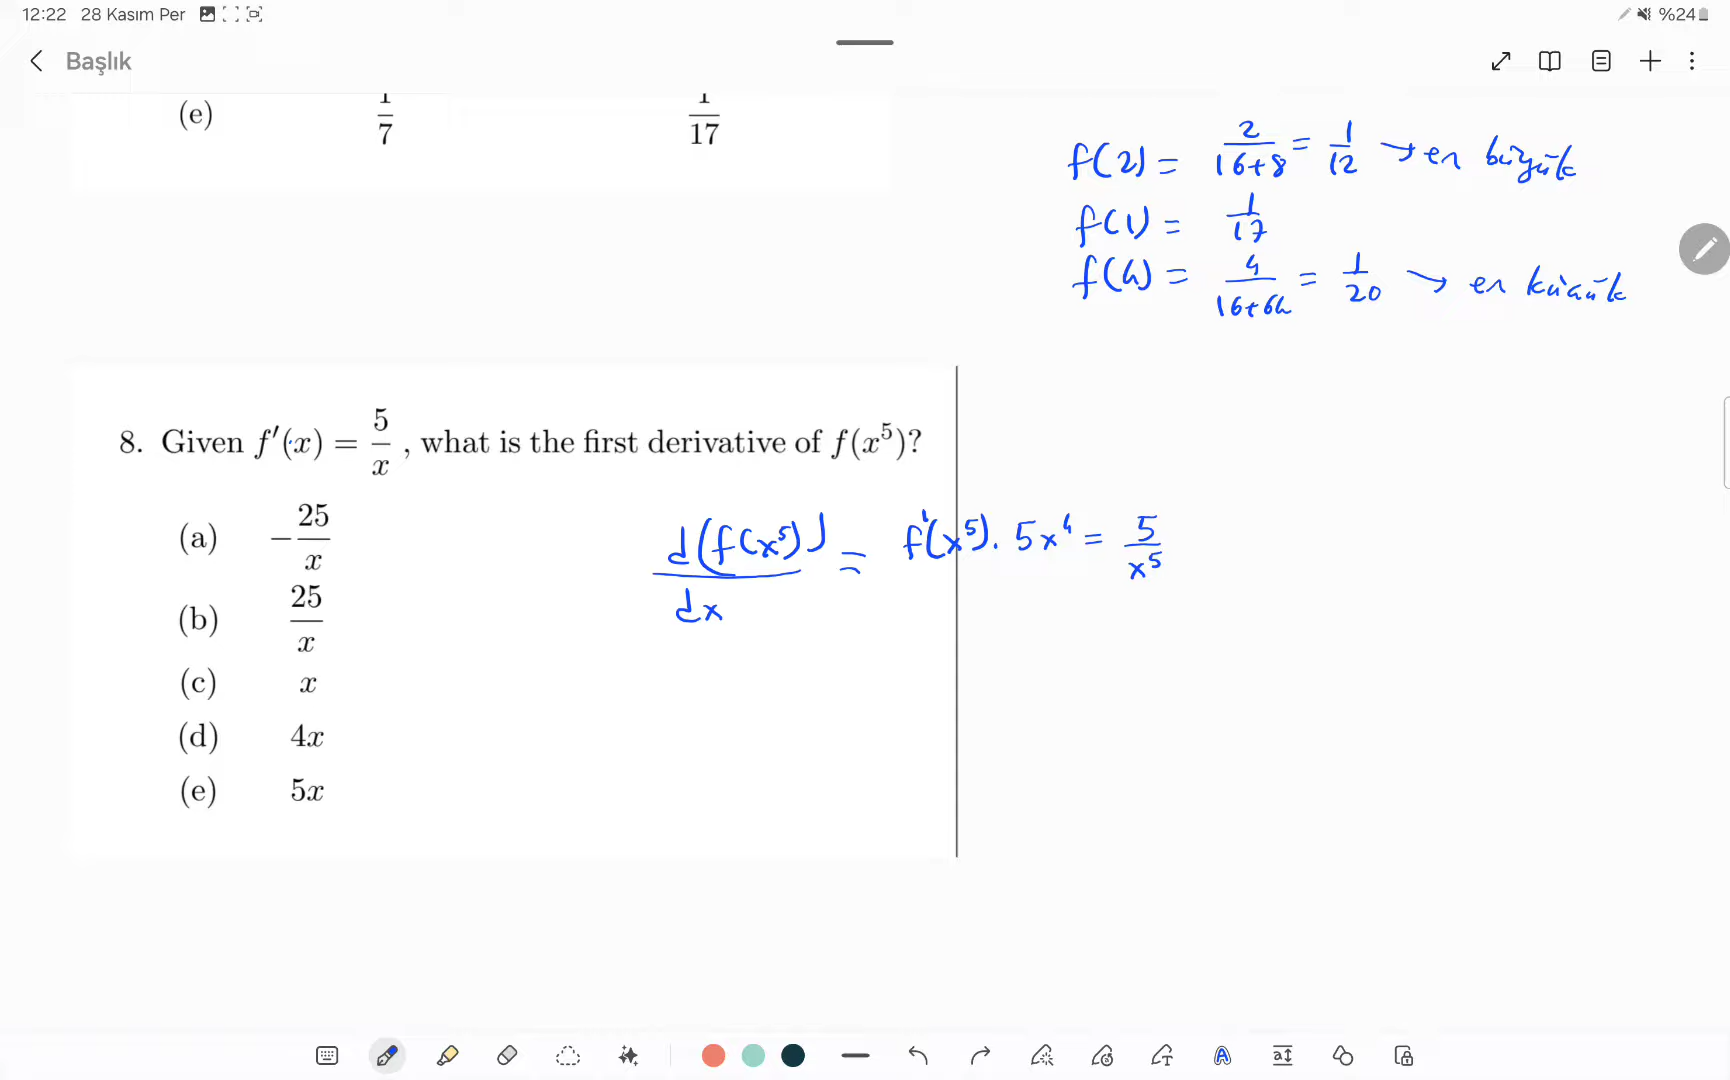 12:22 28 Kasım Per %24
Başlık
(e) 1/7 1/17
f(2) = 2/(16+8) = 1/12 → en büyük
f(1) = 1/17
f(4) = 4/(16+64) = 1/20 → en küçük
8. Given f′(x) = 5/x , what is the first derivative of f(x⁵)?
(a) −25/x
(b) 25/x
(c) x
(d) 4x
(e) 5x
d(f(x⁵))/dx = f'(x⁵). 5x⁴ = 5/x⁵